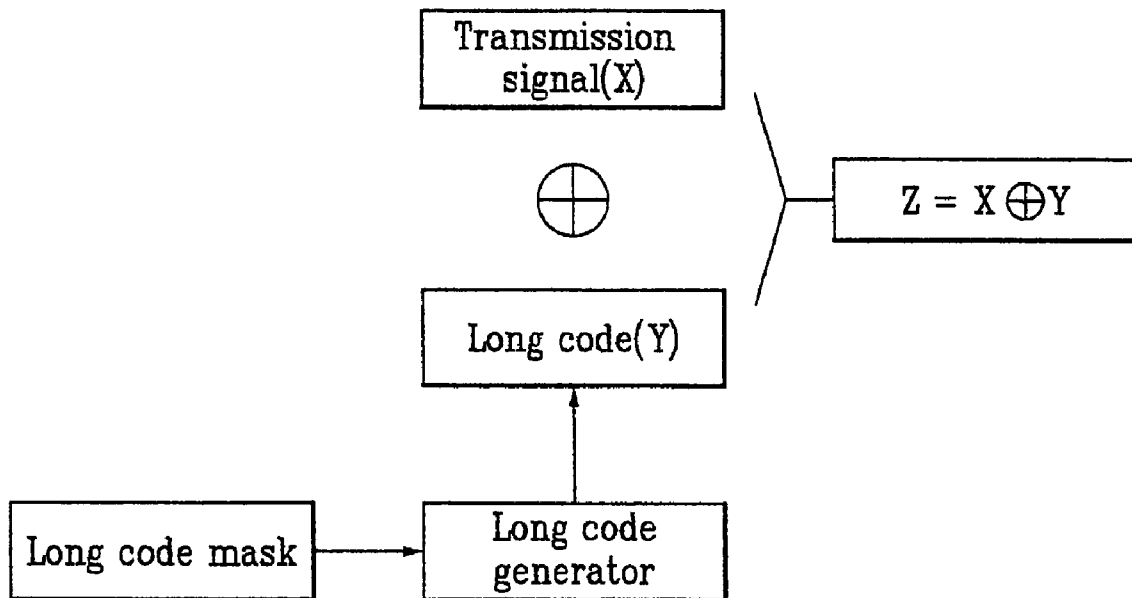 Transmission
signal(X)
Z = X ⊕ Y
Long code(Y)
Long code mask
Long code
generator